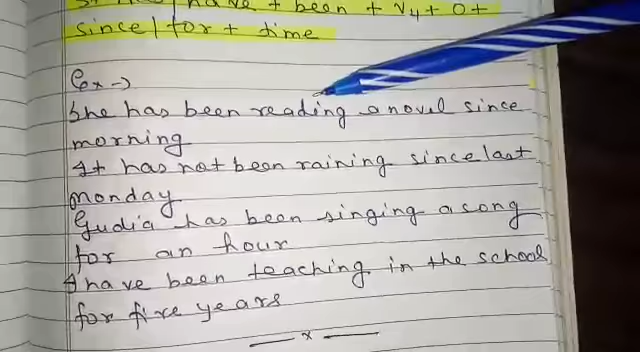 have + been + V4 + O +
since / for + time
Ex →
She has been reading a novel since
morning
It has not been raining since last
monday
Gudia has been singing a song
for an hour
I have been teaching in the school
for five years
x